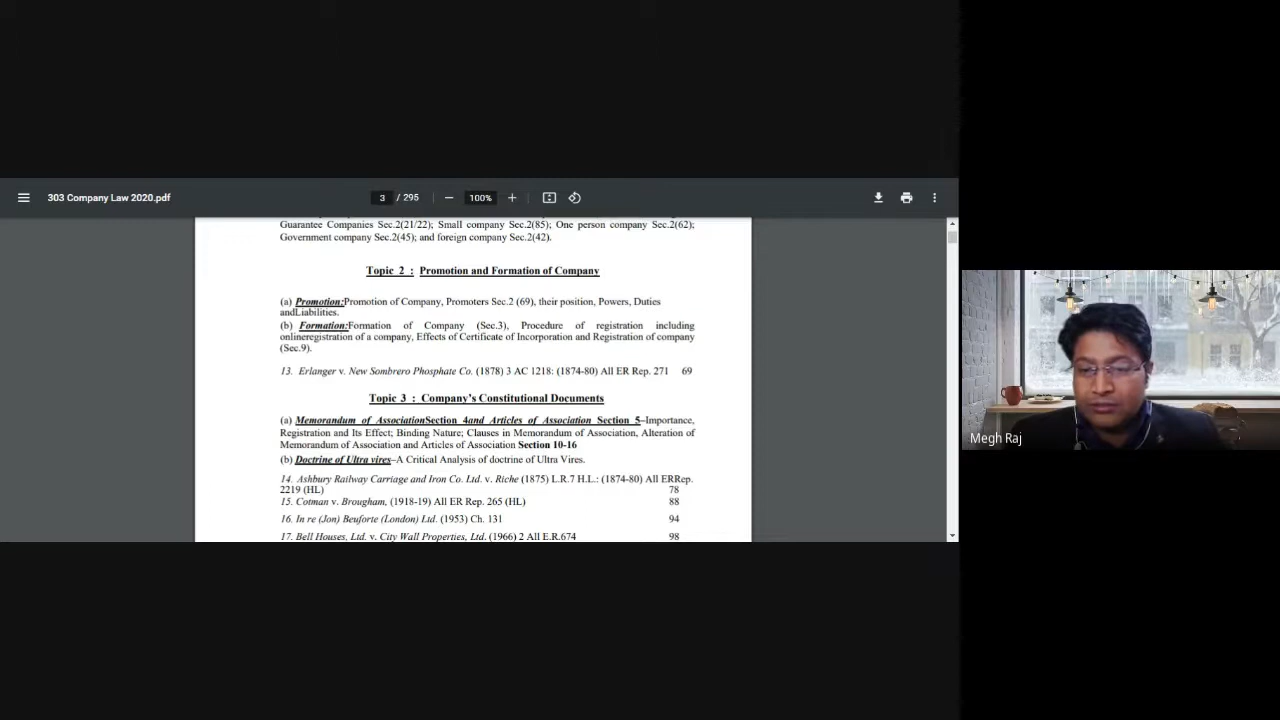 303 Company Law 2020.pdf
3 / 295
100%
Guarantee Companies Sec.2(21/22); Small company Sec.2(85); One person company Sec.2(62);
Government company Sec.2(45); and foreign company Sec.2(42).
Topic 2 : Promotion and Formation of Company
(a) Promotion:Promotion of Company, Promoters Sec.2 (69), their position, Powers, Duties
andLiabilities.
(b) Formation:Formation of Company (Sec.3), Procedure of registration including
onlineregistration of a company, Effects of Certificate of Incorporation and Registration of company
(Sec.9).
13. Erlanger v. New Sombrero Phosphate Co. (1878) 3 AC 1218: (1874-80) All ER Rep. 271 69
Topic 3 : Company's Constitutional Documents
(a) Memorandum of AssociationSection 4and Articles of Association Section 5–Importance,
Registration and Its Effect; Binding Nature; Clauses in Memorandum of Association, Alteration of
Memorandum of Association and Articles of Association Section 10-16
(b) Doctrine of Ultra vires–A Critical Analysis of doctrine of Ultra Vires.
14. Ashbury Railway Carriage and Iron Co. Ltd. v. Riche (1875) L.R.7 H.L.: (1874-80) All ERRep.
2219 (HL) 78
15. Cotman v. Brougham, (1918-19) All ER Rep. 265 (HL) 88
16. In re (Jon) Beuforte (London) Ltd. (1953) Ch. 131 94
17. Bell Houses, Ltd. v. City Wall Properties, Ltd. (1966) 2 All E.R.674 98
Megh Raj